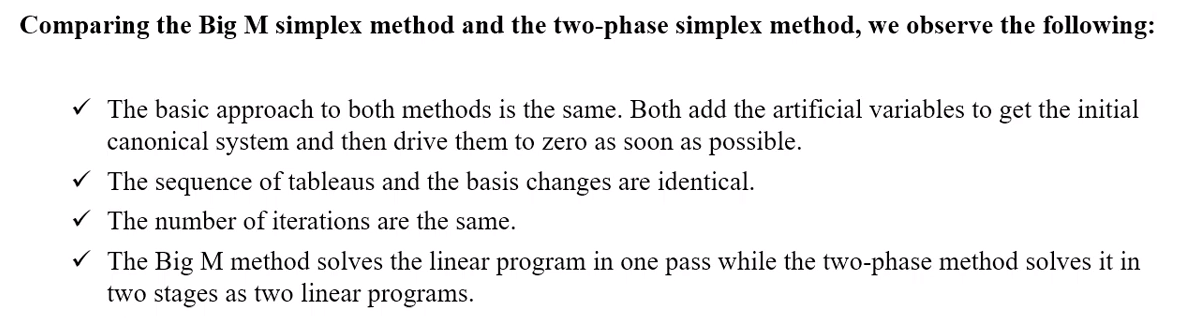 Comparing the Big M simplex method and the two-phase simplex method, we observe the following:
✓ The basic approach to both methods is the same. Both add the artificial variables to get the initial
canonical system and then drive them to zero as soon as possible.
✓ The sequence of tableaus and the basis changes are identical.
✓ The number of iterations are the same.
✓ The Big M method solves the linear program in one pass while the two-phase method solves it in
two stages as two linear programs.